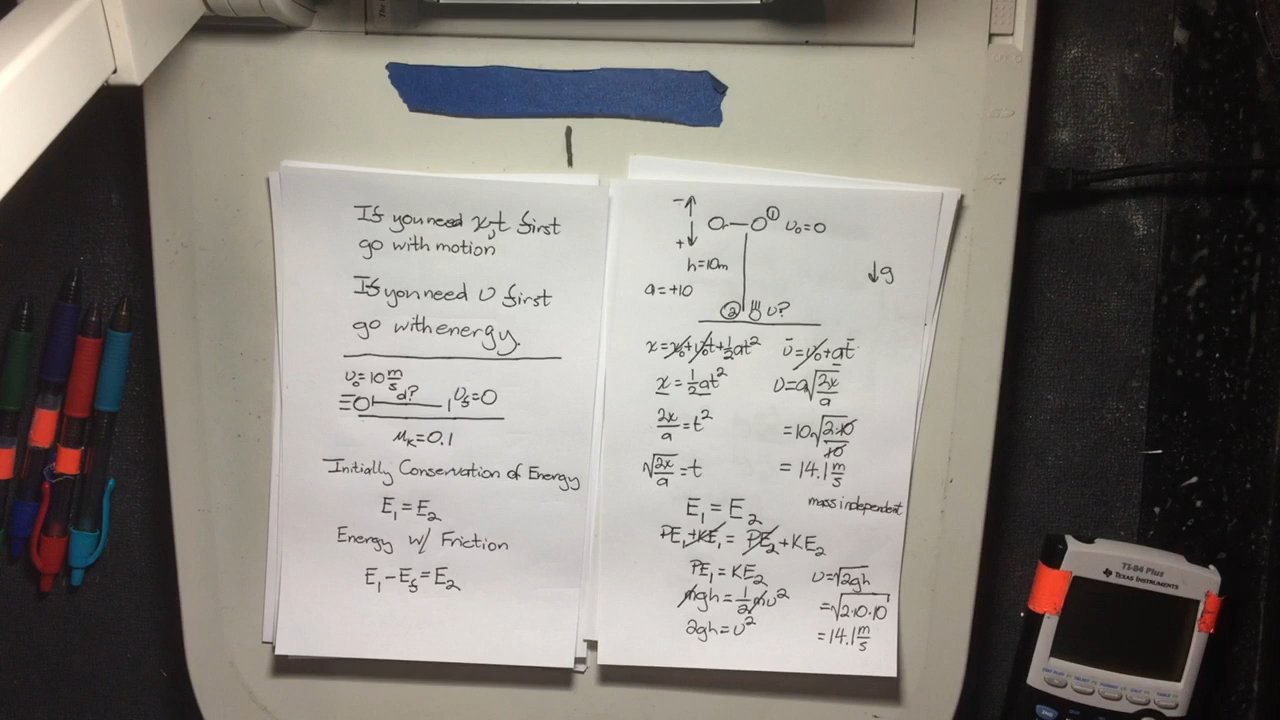 If you need x,t first
go with motion
If you need v first
go with energy.
v₀=10 m/s
d?
v_f=0
μ_K=0.1
Initially Conservation of Energy
E₁=E₂
Energy w/ Friction
E₁-E_f=E₂
-
① v₀=0
+
h=10m
↓g
a=+10
② v?
x=x₀+v₀t+½at²
v̄=v̄₀+at̄
x=½at²
v=a√(2x/a)
2x/a=t²
=10√(2·10/10)
√(2x/a)=t
=14.1 m/s
mass independent
E₁=E₂
PE₁+KE₁=PE₂+KE₂
PE₁=KE₂
v=√2gh
mgh=½mv²
=√2·10·10
2gh=v²
=14.1 m/s
TI-84 Plus
TEXAS INSTRUMENTS